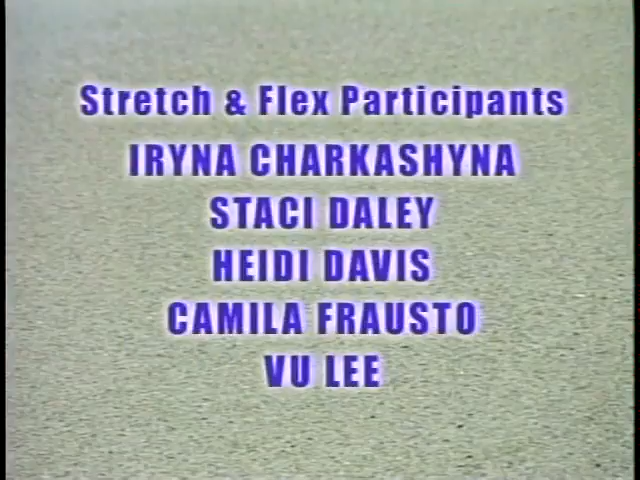 Stretch & Flex Participants
IRYNA CHARKASHYNA
STACI DALEY
HEIDI DAVIS
CAMILA FRAUSTO
VU LEE